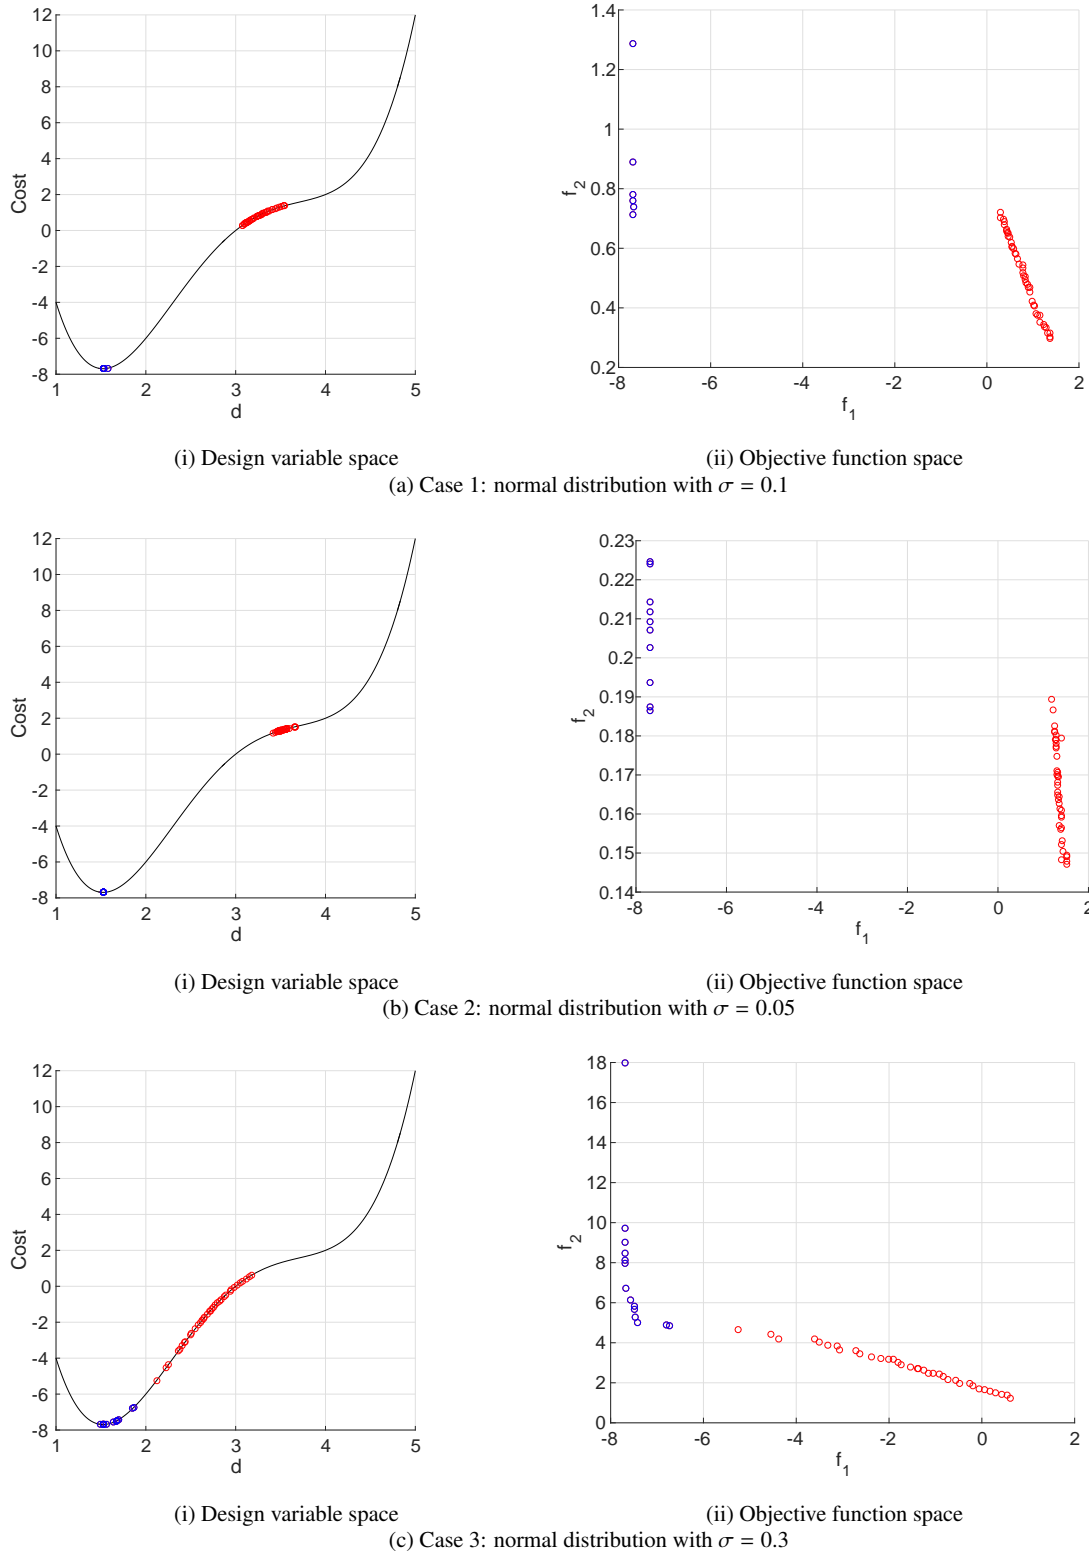 12
10
8
6
4
2
0
-2
-4
-6
-8
1 2 3 4 5
Cost
d
1.4
1.2
1
0.8
0.6
0.4
0.2
-8 -6 -4 -2 0 2
f_2
f_1
(i) Design variable space
(ii) Objective function space
(a) Case 1: normal distribution with σ = 0.1
12
10
8
6
4
2
0
-2
-4
-6
-8
1 2 3 4 5
Cost
d
0.23
0.22
0.21
0.2
0.19
0.18
0.17
0.16
0.15
0.14
-8 -6 -4 -2 0 2
f_2
f_1
(i) Design variable space
(ii) Objective function space
(b) Case 2: normal distribution with σ = 0.05
12
10
8
6
4
2
0
-2
-4
-6
-8
1 2 3 4 5
Cost
d
18
16
14
12
10
8
6
4
2
0
-8 -6 -4 -2 0 2
f_2
f_1
(i) Design variable space
(ii) Objective function space
(c) Case 3: normal distribution with σ = 0.3